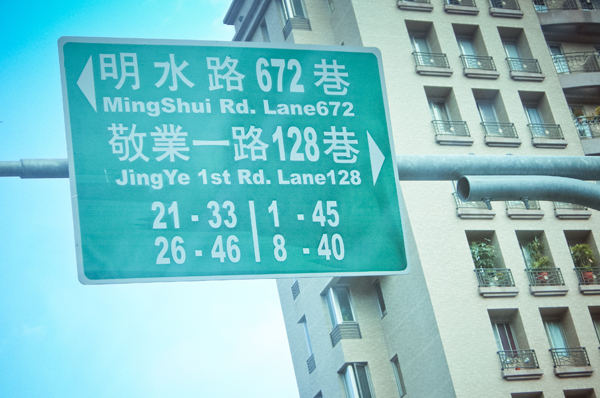 明水路672巷
MingShui Rd. Lane672
敬業一路128巷
JingYe 1st Rd. Lane128
21 - 33 | 1 - 45
26 - 46 | 8 - 40